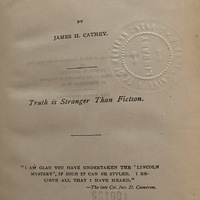 BY
JAMES H. CATHEY.
Truth is Stranger Than Fiction.
"I AM GLAD YOU HAVE UNDERTAKEN THE 'LINCOLN
MYSTERY', IF SUCH IT CAN BE STYLED. I BE-
LIEVE ALL THAT I HAVE HEARD."
—The late Col. Jno. D. Cameron.